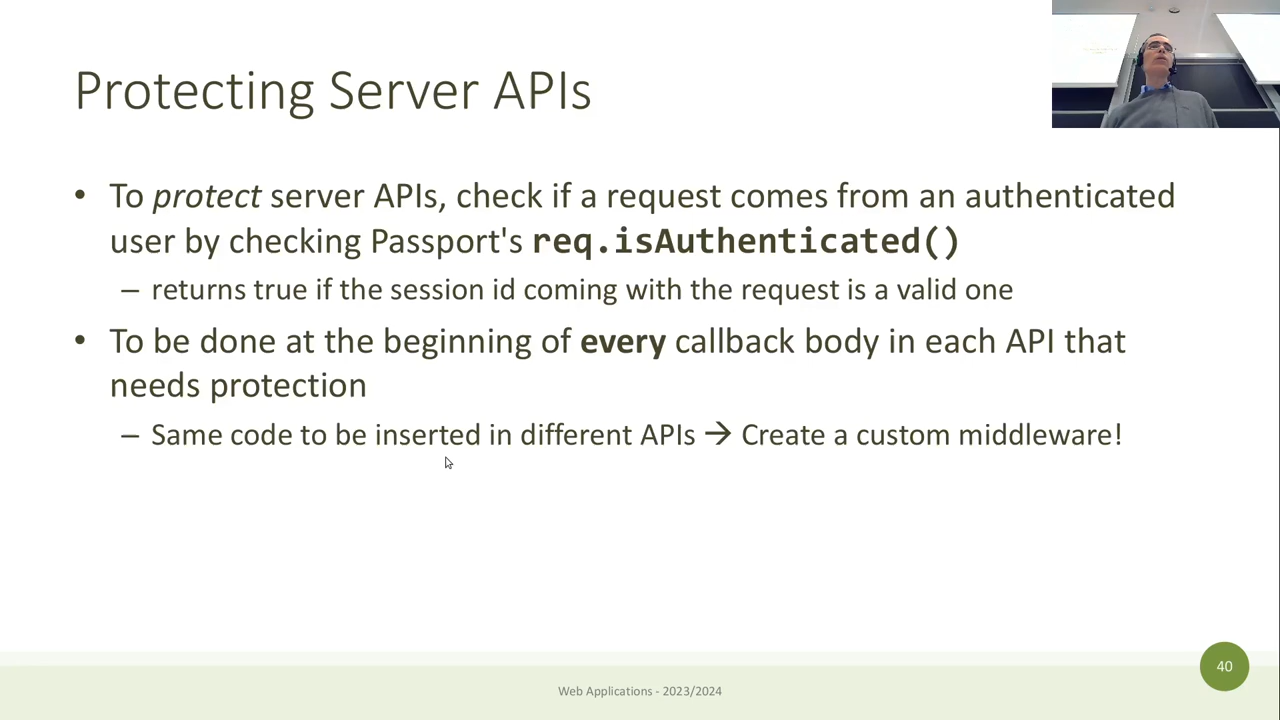 Protecting Server APIs
• To protect server APIs, check if a request comes from an authenticated
user by checking Passport's req.isAuthenticated()
– returns true if the session id coming with the request is a valid one
• To be done at the beginning of every callback body in each API that
needs protection
– Same code to be inserted in different APIs → Create a custom middleware!
40
Web Applications - 2023/2024